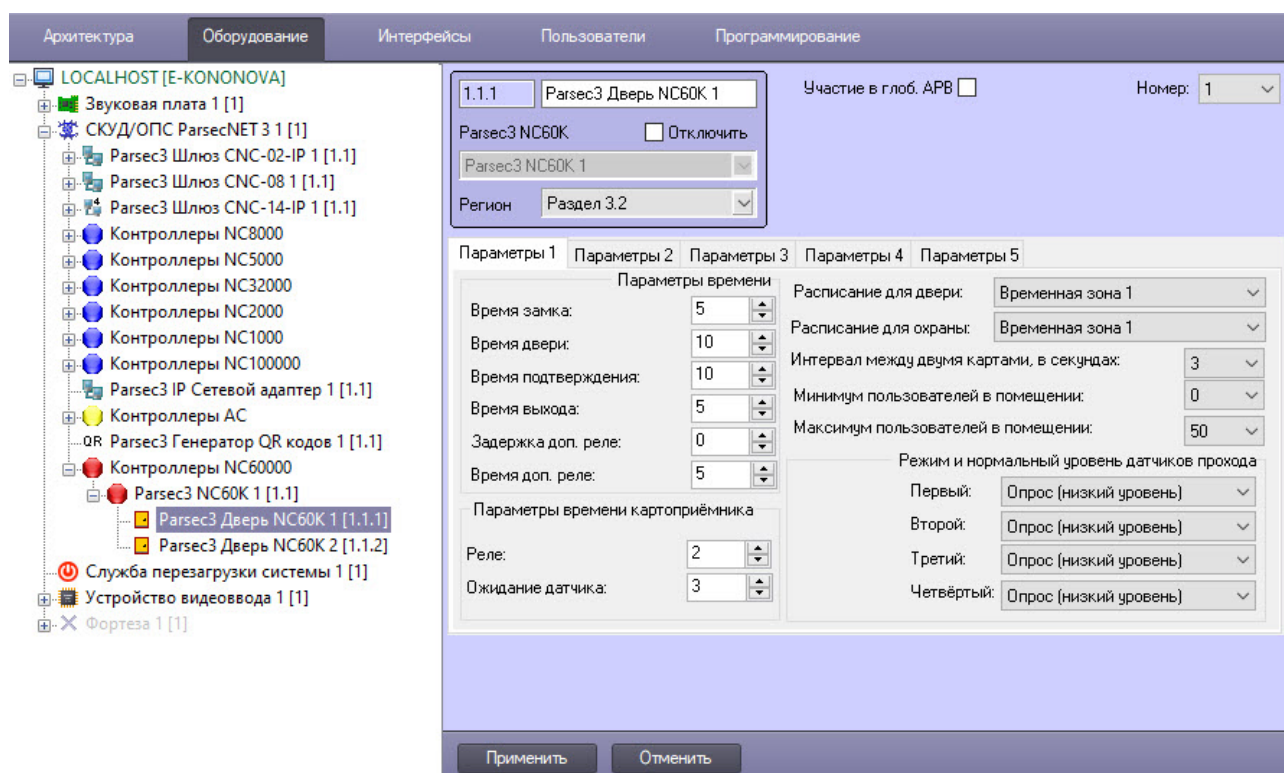 Архитектура Оборудование Интерфейсы Пользователи Программирование
LOCALHOST [E-KONONOVA]
Звуковая плата 1 [1]
СКУД/ОПС ParsecNET 3 1 [1]
Parsec3 Шлюз CNC-02-IP 1 [1.1]
Parsec3 Шлюз CNC-08 1 [1.1]
Parsec3 Шлюз CNC-14-IP 1 [1.1]
Контроллеры NC8000
Контроллеры NC5000
Контроллеры NC32000
Контроллеры NC2000
Контроллеры NC1000
Контроллеры NC100000
Parsec3 IP Сетевой адаптер 1 [1.1]
Контроллеры AC
QR Parsec3 Генератор QR кодов 1 [1.1]
Контроллеры NC60000
Parsec3 NC60K 1 [1.1]
Parsec3 Дверь NC60K 1 [1.1.1]
Parsec3 Дверь NC60K 2 [1.1.2]
Служба перезагрузки системы 1 [1]
Устройство видеоввода 1 [1]
Фортеза 1 [1]
1.1.1 Parsec3 Дверь NC60K 1
Parsec3 NC60K Отключить
Parsec3 NC60K 1
Регион Раздел 3.2
Участие в глоб. APB
Номер: 1
Параметры 1 Параметры 2 Параметры 3 Параметры 4 Параметры 5
Параметры времени
Время замка: 5
Время двери: 10
Время подтверждения: 10
Время выхода: 5
Задержка доп. реле: 0
Время доп. реле: 5
Параметры времени картоприёмника
Реле: 2
Ожидание датчика: 3
Расписание для двери: Временная зона 1
Расписание для охраны: Временная зона 1
Интервал между двумя картами, в секундах: 3
Минимум пользователей в помещении: 0
Максимум пользователей в помещении: 50
Режим и нормальный уровень датчиков прохода
Первый: Опрос (низкий уровень)
Второй: Опрос (низкий уровень)
Третий: Опрос (низкий уровень)
Четвёртый: Опрос (низкий уровень)
Применить Отменить